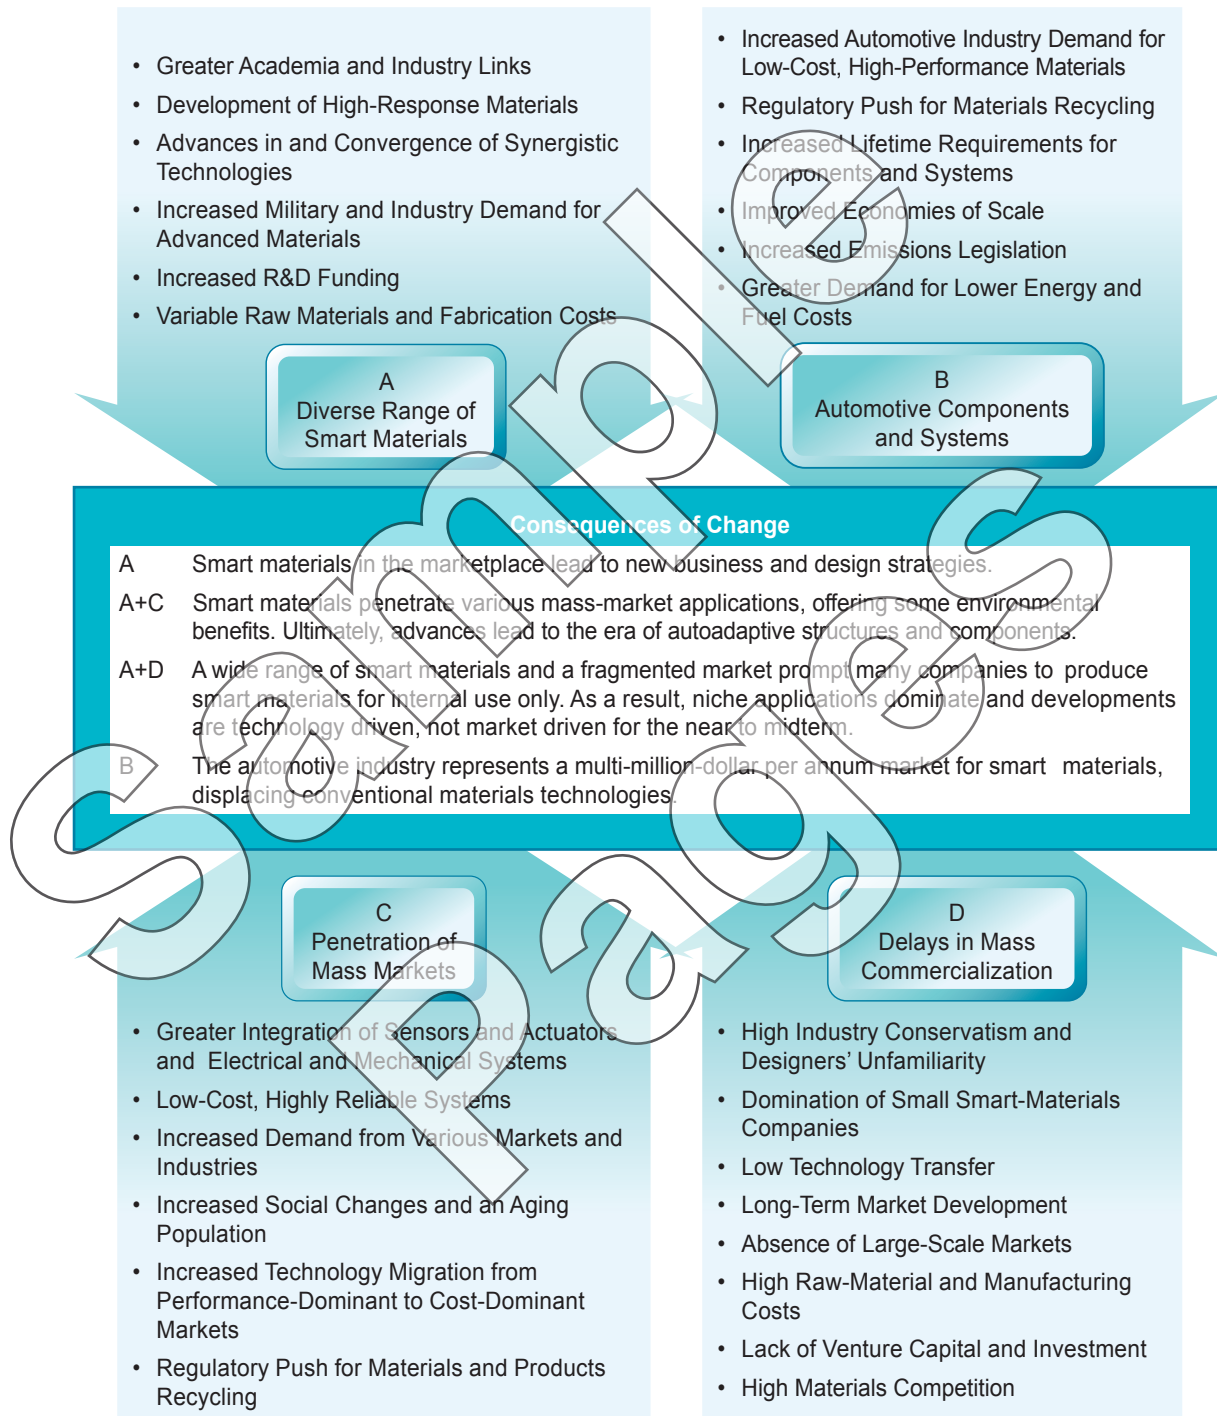 • Greater Academia and Industry Links
• Development of High-Response Materials
• Advances in and Convergence of Synergistic
Technologies
• Increased Military and Industry Demand for
Advanced Materials
• Increased R&D Funding
• Variable Raw Materials and Fabrication Costs
A
Diverse Range of
Smart Materials
• Increased Automotive Industry Demand for
Low-Cost, High-Performance Materials
• Regulatory Push for Materials Recycling
• Increased Lifetime Requirements for
Components and Systems
• Improved Economies of Scale
• Increased Emissions Legislation
• Greater Demand for Lower Energy and
Fuel Costs
B
Automotive Components
and Systems
Consequences of Change
A Smart materials in the marketplace lead to new business and design strategies.
A+C Smart materials penetrate various mass-market applications, offering some environmental
benefits. Ultimately, advances lead to the era of autoadaptive structures and components.
A+D A wide range of smart materials and a fragmented market prompt many companies to produce
smart materials for internal use only. As a result, niche applications dominate and developments
are technology driven, not market driven for the near to midterm.
B The automotive industry represents a multi-million-dollar per annum market for smart materials,
displacing conventional materials technologies.
C
Penetration of
Mass Markets
• Greater Integration of Sensors and Actuators
and Electrical and Mechanical Systems
• Low-Cost, Highly Reliable Systems
• Increased Demand from Various Markets and
Industries
• Increased Social Changes and an Aging
Population
• Increased Technology Migration from
Performance-Dominant to Cost-Dominant
Markets
• Regulatory Push for Materials and Products
Recycling
D
Delays in Mass
Commercialization
• High Industry Conservatism and
Designers’ Unfamiliarity
• Domination of Small Smart-Materials
Companies
• Low Technology Transfer
• Long-Term Market Development
• Absence of Large-Scale Markets
• High Raw-Material and Manufacturing
Costs
• Lack of Venture Capital and Investment
• High Materials Competition
Sample
Pages